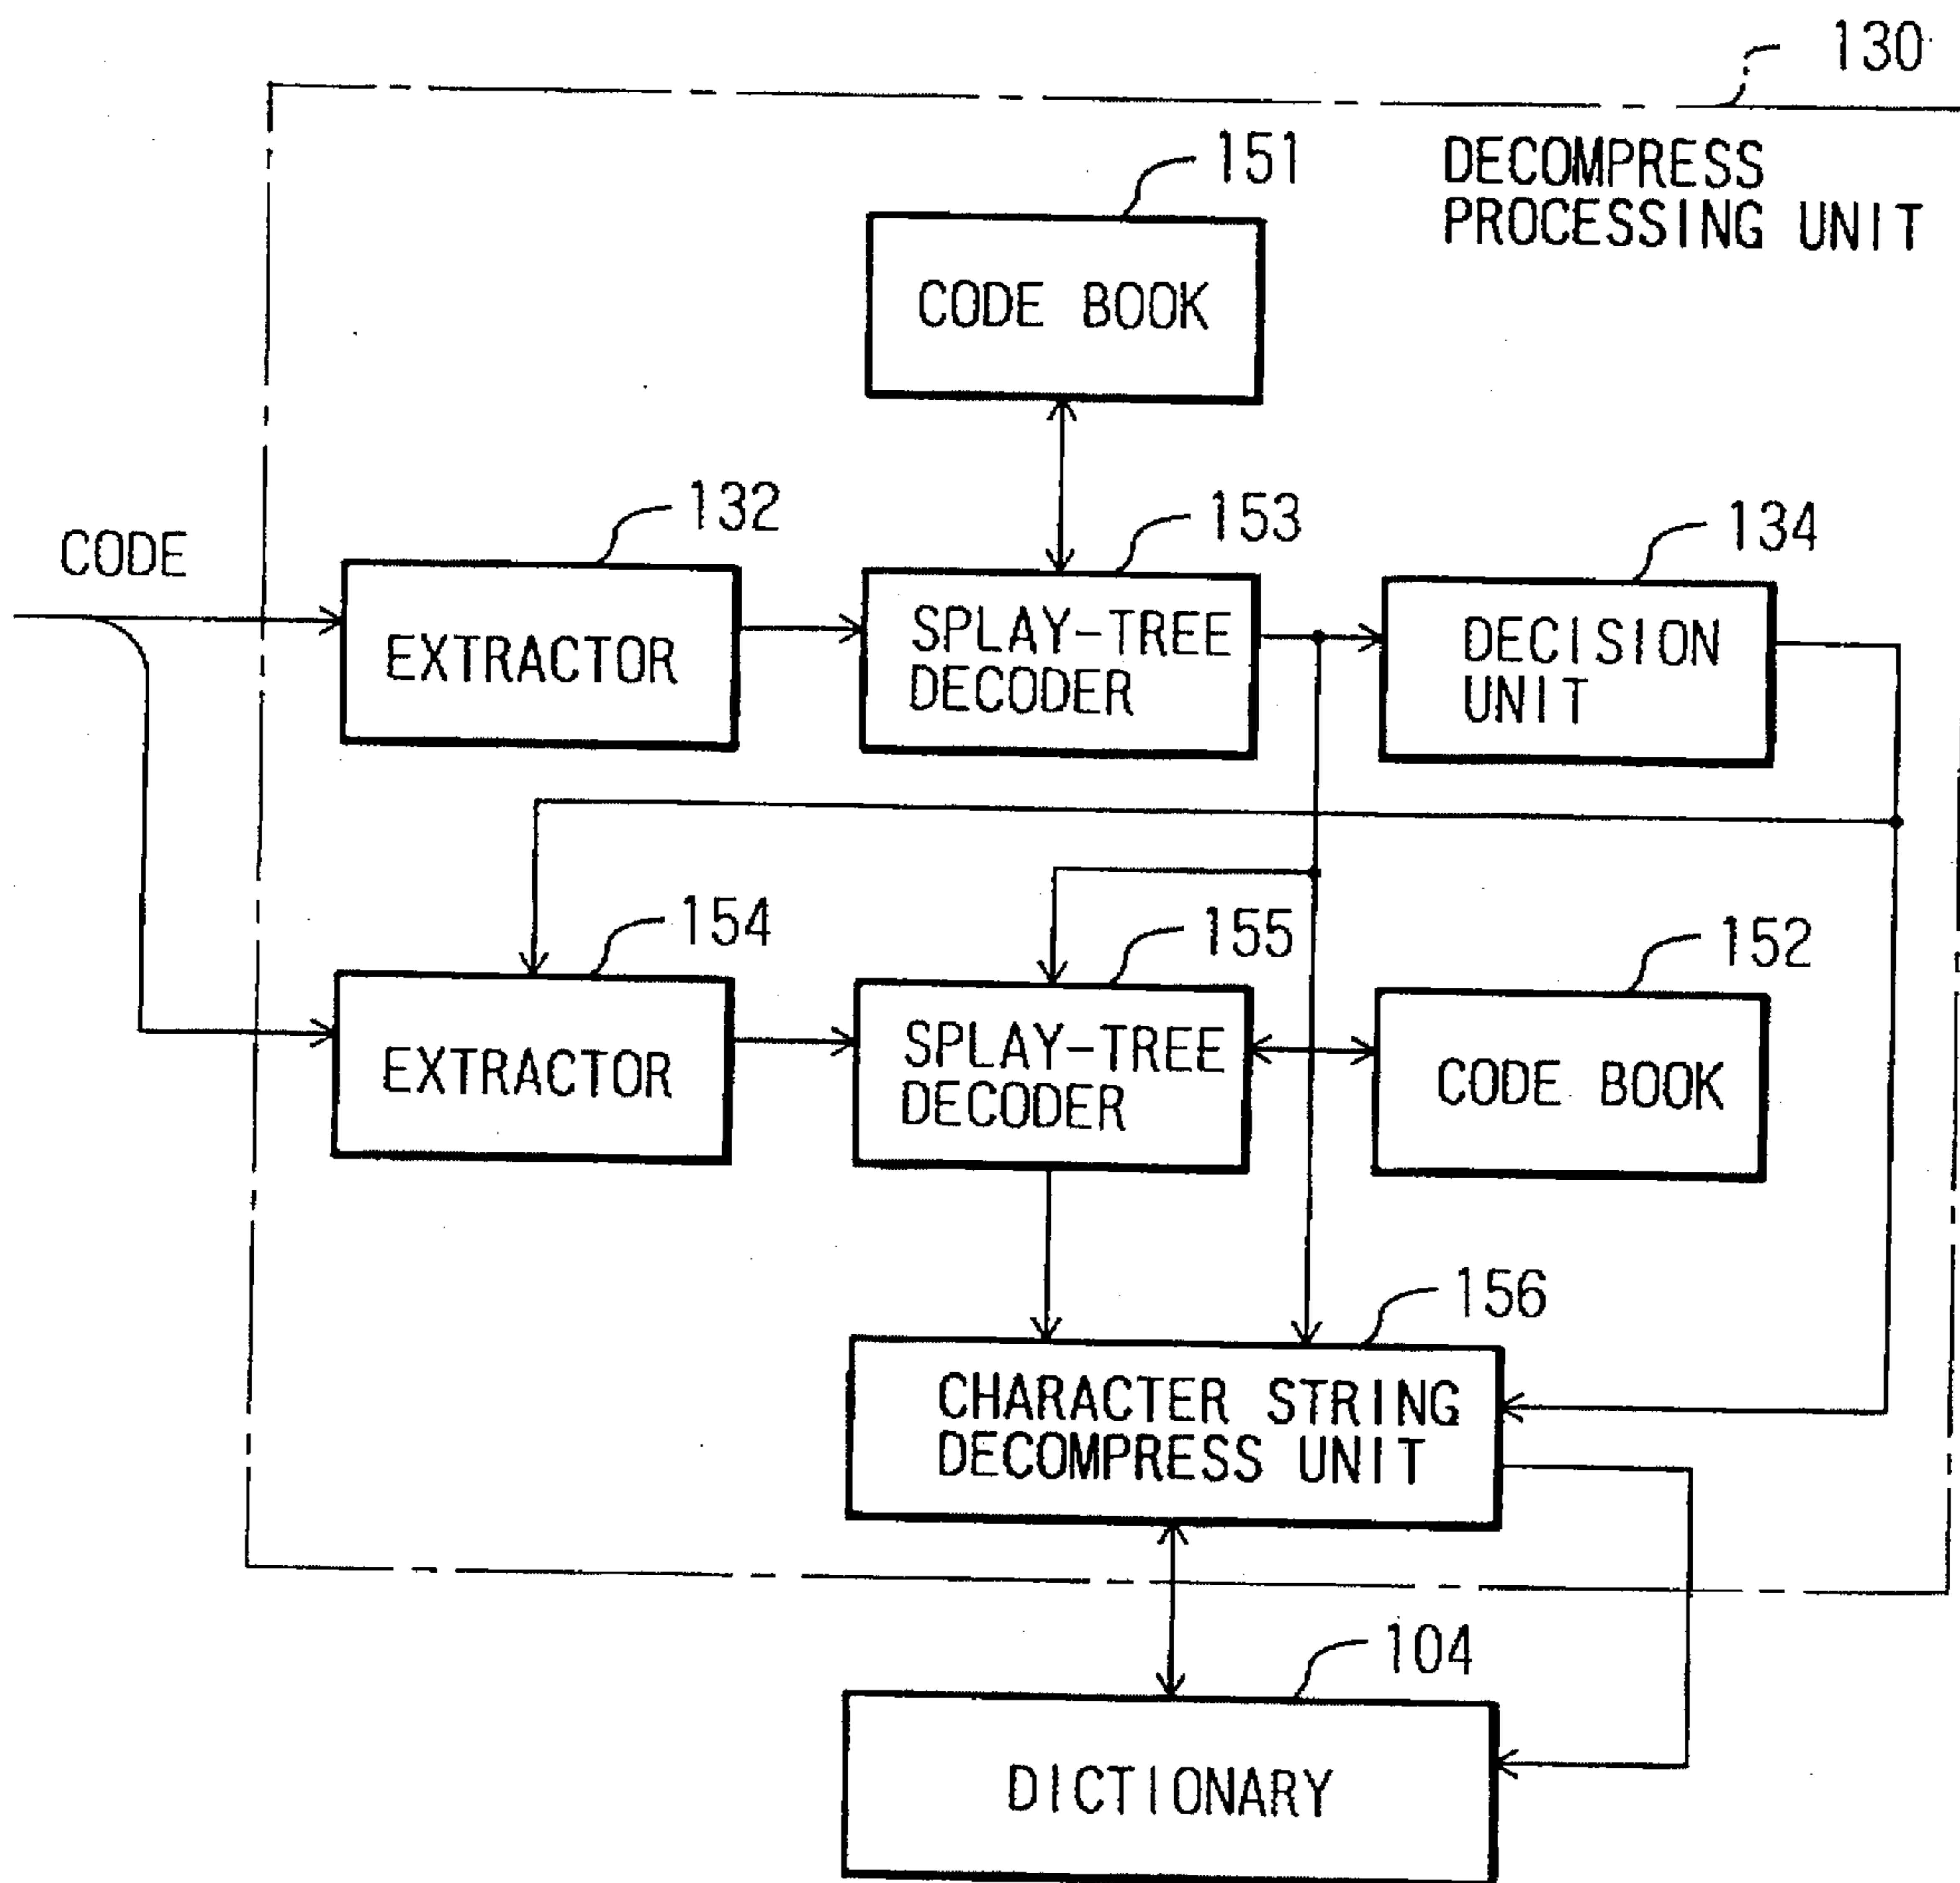 130
DECOMPRESS
PROCESSING UNIT
151
CODE BOOK
CODE
132
153
134
EXTRACTOR
SPLAY-TREE
DECODER
DECISION
UNIT
154
155
152
EXTRACTOR
SPLAY-TREE
DECODER
CODE BOOK
156
CHARACTER STRING
DECOMPRESS UNIT
104
DICTIONARY